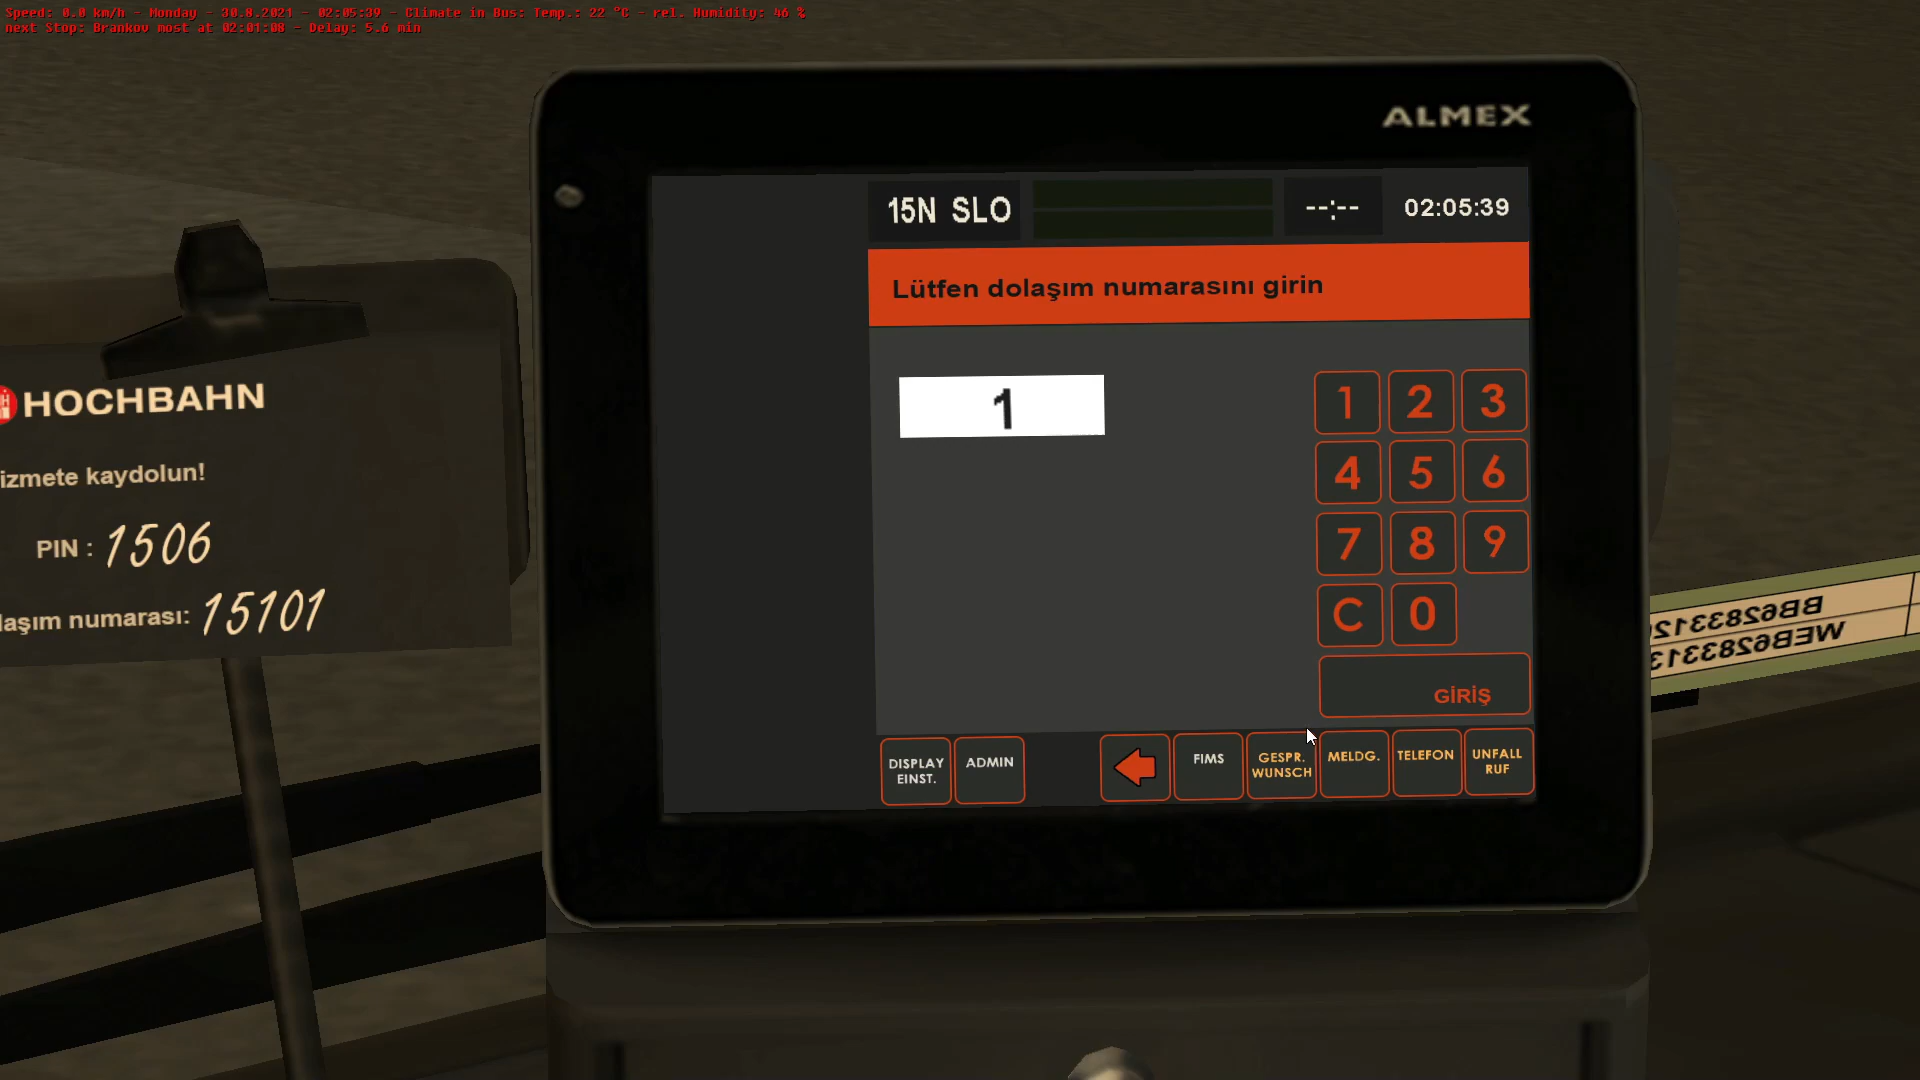 Speed: 0.0 km/h - Monday - 30.8.2021 - 02:05:39 - Climate in Bus: Temp.: 22 °C - rel. Humidity: 46 %
next Stop: Brankov most at 02:01:08 - Delay: 5.6 min
ALMEX
15N SLO
--:--
02:05:39
Lütfen dolaşım numarasını girin
1
1 2 3
4 5 6
7 8 9
C 0
GİRİŞ
DISPLAY EINST.
ADMIN
FIMS
GESPR. WUNSCH
MELDG.
TELEFON
UNFALL RUF
HOCHBAHN
izmete kaydolun!
PIN : 1506
laşım numarası: 15101